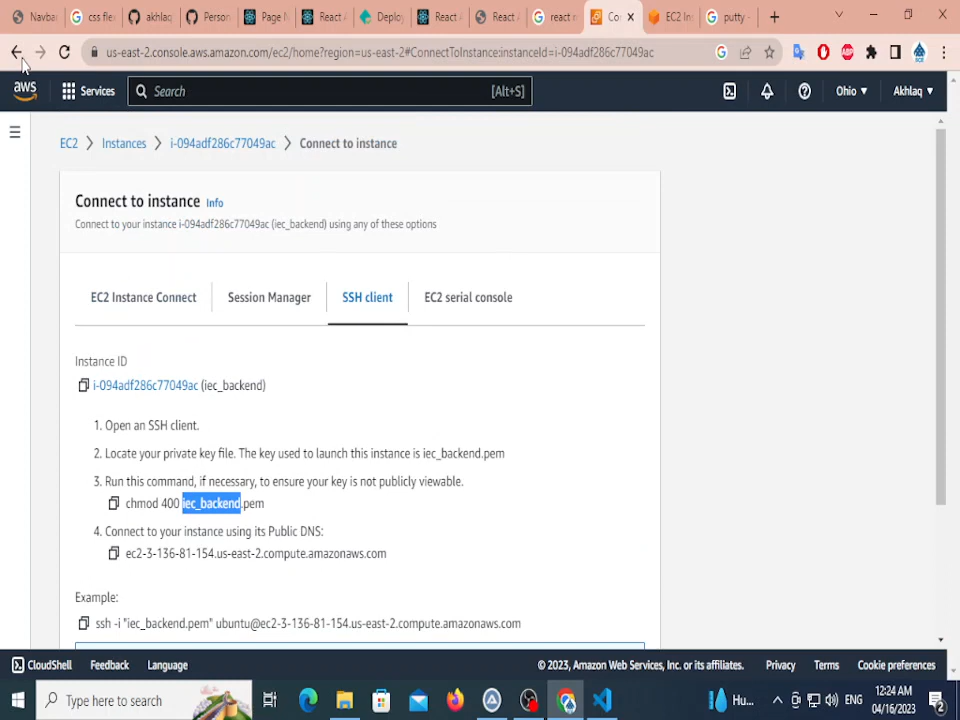 Navba
css fle
akhlaq
Person
Page N
React A
Deploy
React A
React A
react in
Co
EC2 In
putty -
us-east-2.console.aws.amazon.com/ec2/home?region=us-east-2#ConnectToInstance:instanceId=i-094adf286c77049ac
aws
Services
Search
[Alt+S]
Ohio ▼
Akhlaq ▼
EC2 > Instances > i-094adf286c77049ac > Connect to instance
Connect to instance Info
Connect to your instance i-094adf286c77049ac (iec_backend) using any of these options
EC2 Instance Connect
Session Manager
SSH client
EC2 serial console
Instance ID
i-094adf286c77049ac (iec_backend)
1. Open an SSH client.
2. Locate your private key file. The key used to launch this instance is iec_backend.pem
3. Run this command, if necessary, to ensure your key is not publicly viewable.
chmod 400 iec_backend.pem
4. Connect to your instance using its Public DNS:
ec2-3-136-81-154.us-east-2.compute.amazonaws.com
Example:
ssh -i "iec_backend.pem" ubuntu@ec2-3-136-81-154.us-east-2.compute.amazonaws.com
CloudShell
Feedback
Language
© 2023, Amazon Web Services, Inc. or its affiliates.
Privacy
Terms
Cookie preferences
Type here to search
Hu...
ENG
12:24 AM
04/16/2023
2